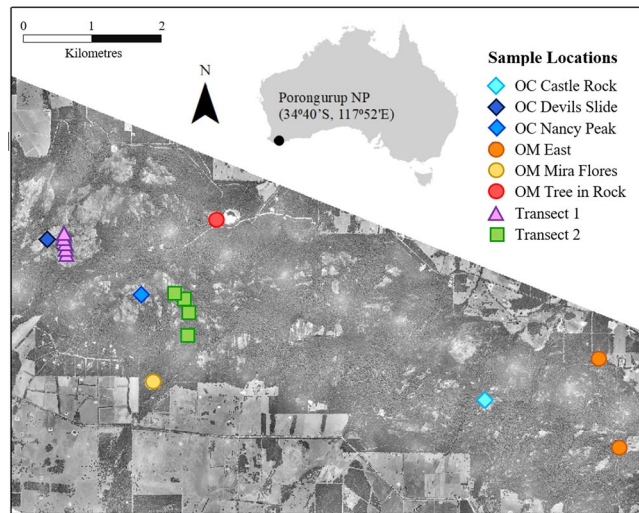 0 1 2
Kilometres
N
Porongurup NP
(34º40'S, 117º52'E)
Sample Locations
OC Castle Rock
OC Devils Slide
OC Nancy Peak
OM East
OM Mira Flores
OM Tree in Rock
Transect 1
Transect 2